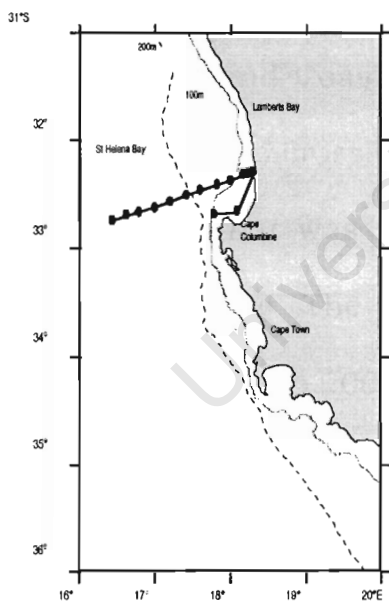 31°S
200m
100m
Lamberts Bay
32°
St Helena Bay
Cape
Columbine
33°
Cape Town
34°
35°
36°
16° 17° 18° 19° 20°E
Univers